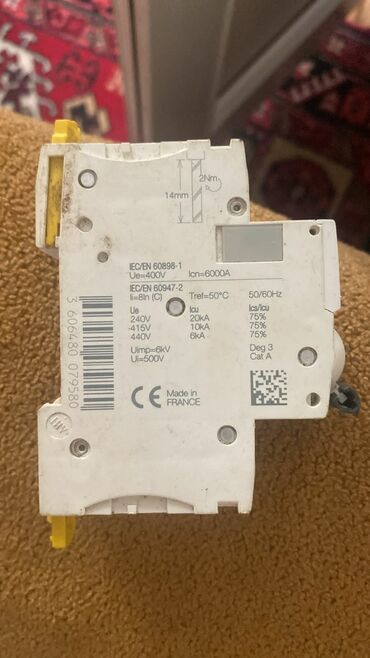 2Nm
14mm
IEC/EN 60898-1
Ue=400V Icn=6000A
IEC/EN 60947-2
Ii=8In (C) Tref=50°C 50/60Hz
Ue Icu Ics/Icu
240V 20kA 75%
-415V 10kA 75%
440V 6kA 75%
Uimp=6kV Deg 3
Ui=500V Cat A
CE Made in
FRANCE
3 606480 079580